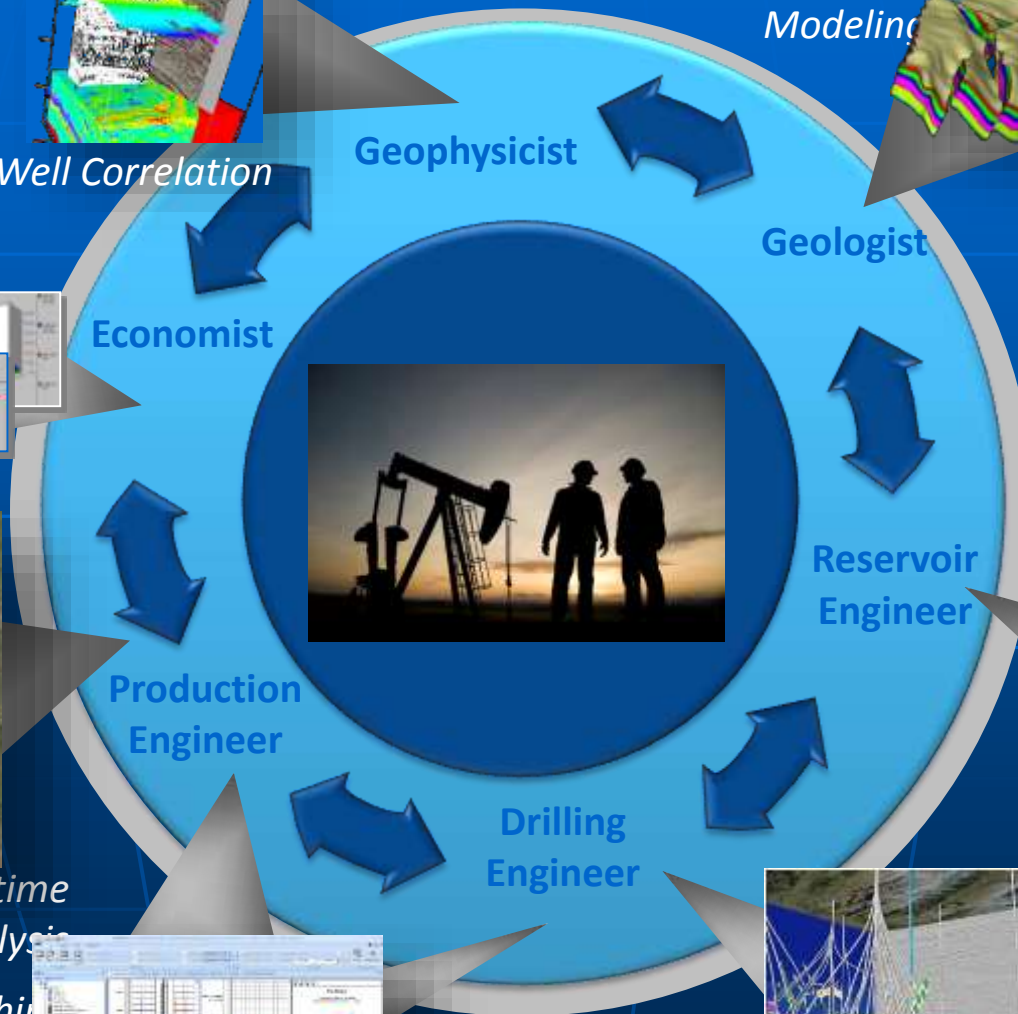 Modeling
Geophysicist
Well Correlation
Geologist
Economist
Reservoir
Engineer
Production
Engineer
Drilling
Engineer
time